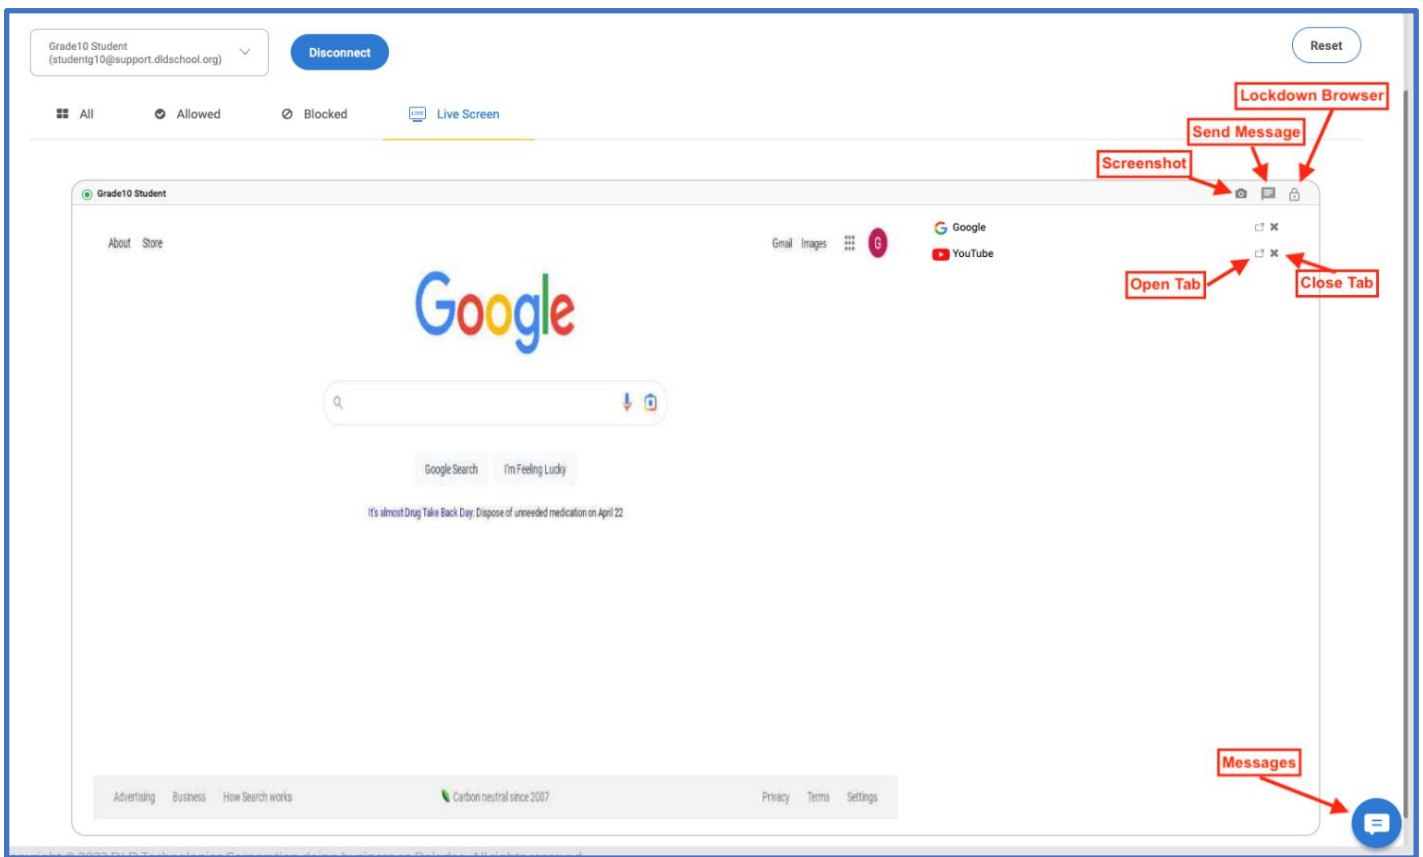 Grade10 Student
(studentg10@support.dldschool.org)
Disconnect
Reset
Lockdown Browser
All
Allowed
Blocked
LIVE
Live Screen
Send Message
Screenshot
Grade10 Student
About Store
Gmail Images
G
Google
YouTube
Open Tab
Close Tab
Google
Google Search
I'm Feeling Lucky
It's almost Drug Take Back Day: Dispose of unneeded medication on April 22
Messages
Advertising Business How Search works
Carbon neutral since 2007
Privacy Terms Settings